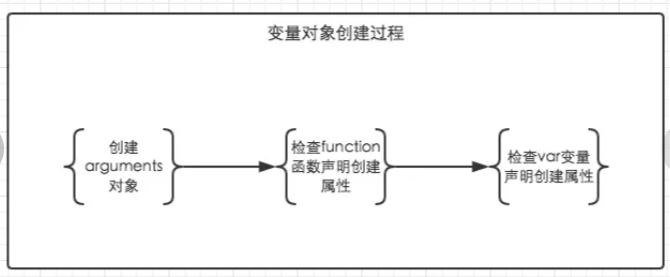 变量对象创建过程
创建
arguments
对象
检查function
函数声明创建
属性
检查var变量
声明创建属性